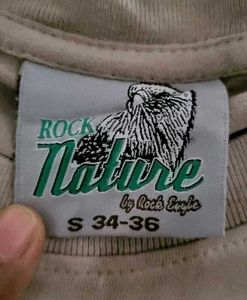 ROCK
Nature
by Rock Eagle
S 34-36